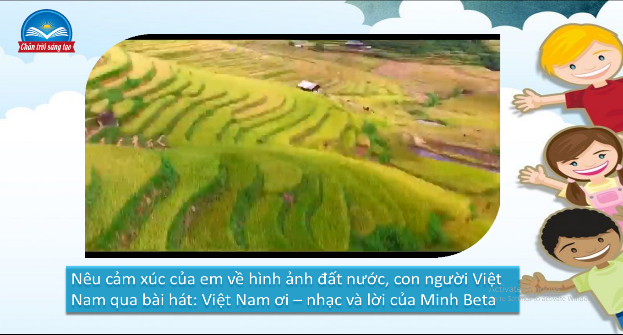 Chân trời sáng tạo
Nêu cảm xúc của em về hình ảnh đất nước, con người Việt
Nam qua bài hát: Việt Nam ơi – nhạc và lời của Minh Beta